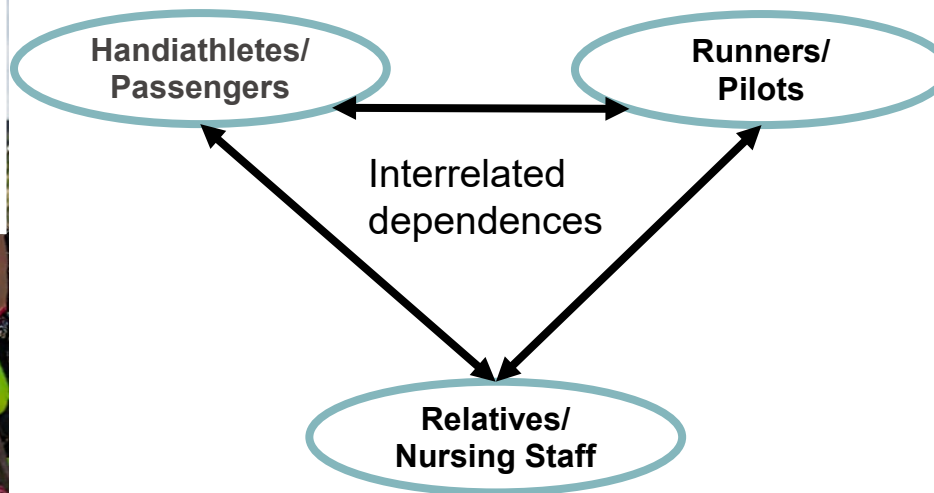 Handiathletes/
Passengers
Runners/
Pilots
Interrelated
dependences
Relatives/
Nursing Staff